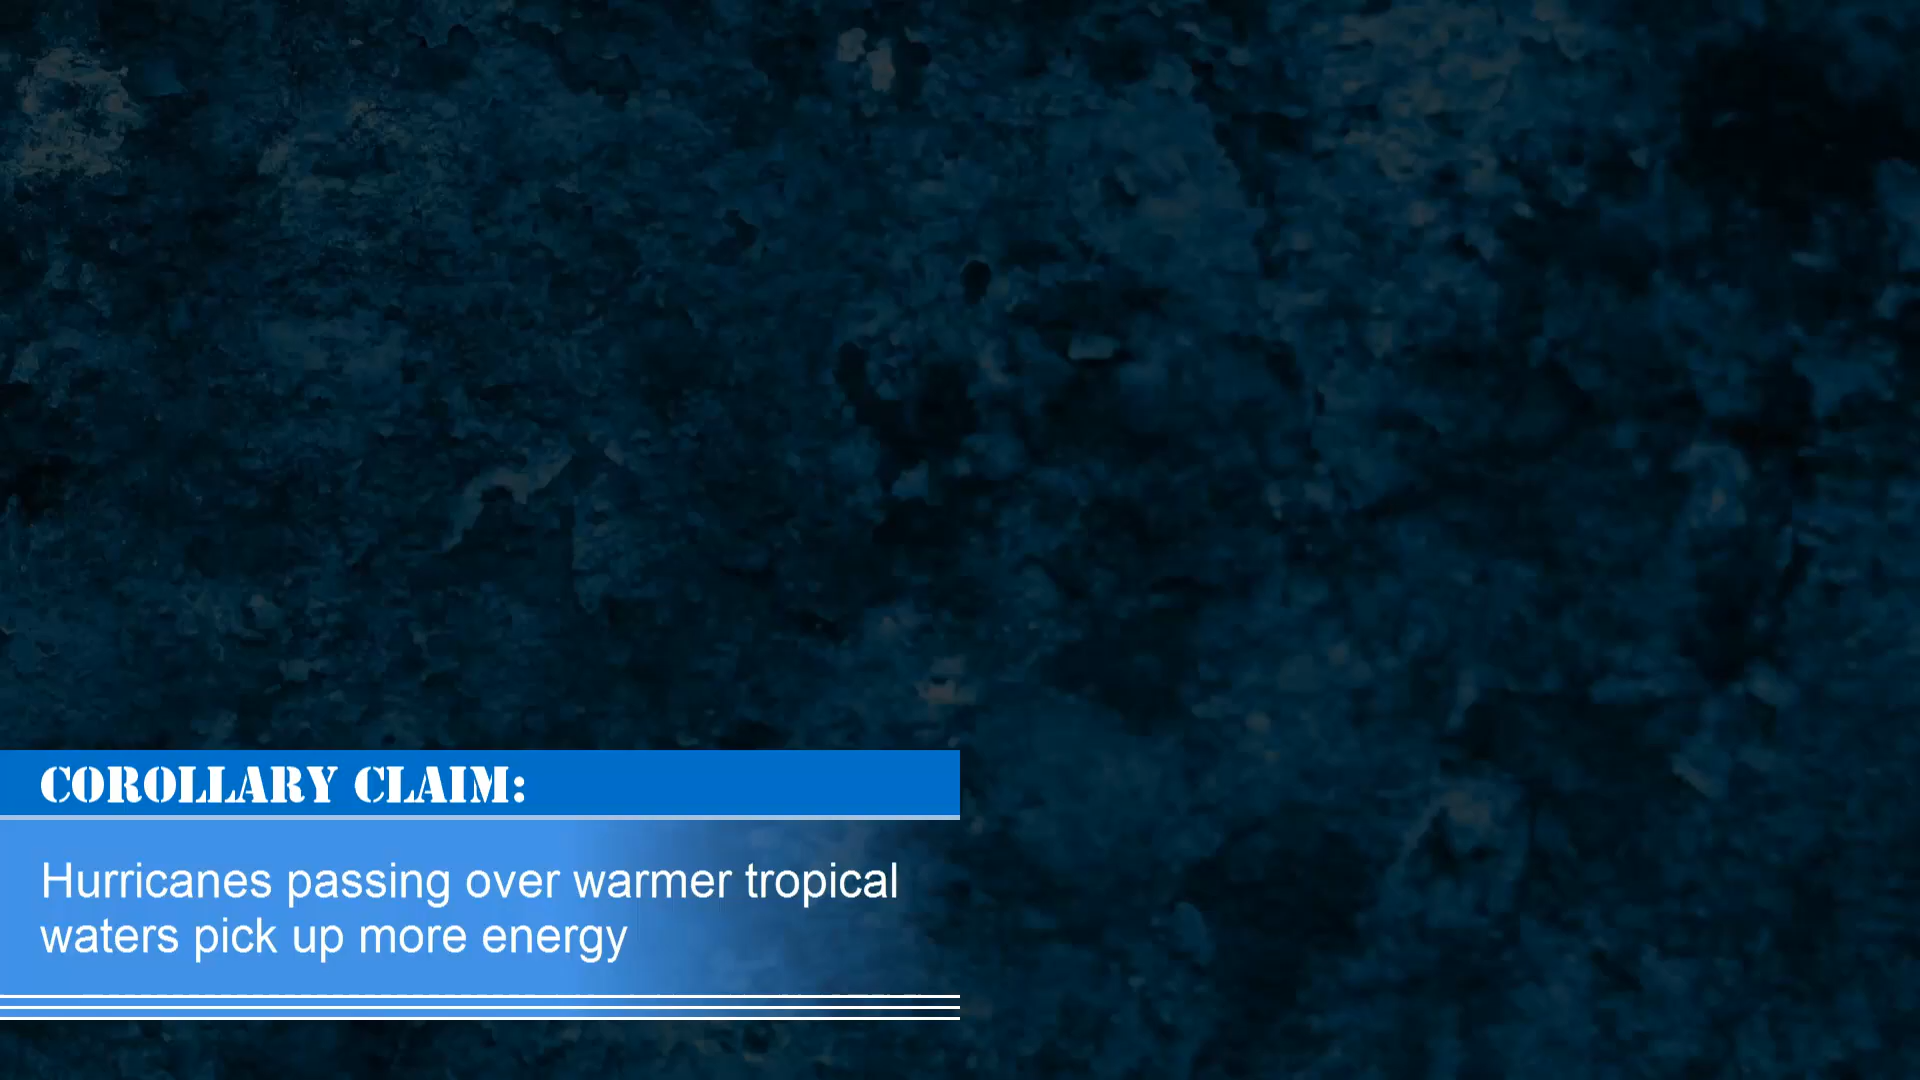 COROLLARY CLAIM:
Hurricanes passing over warmer tropical
waters pick up more energy